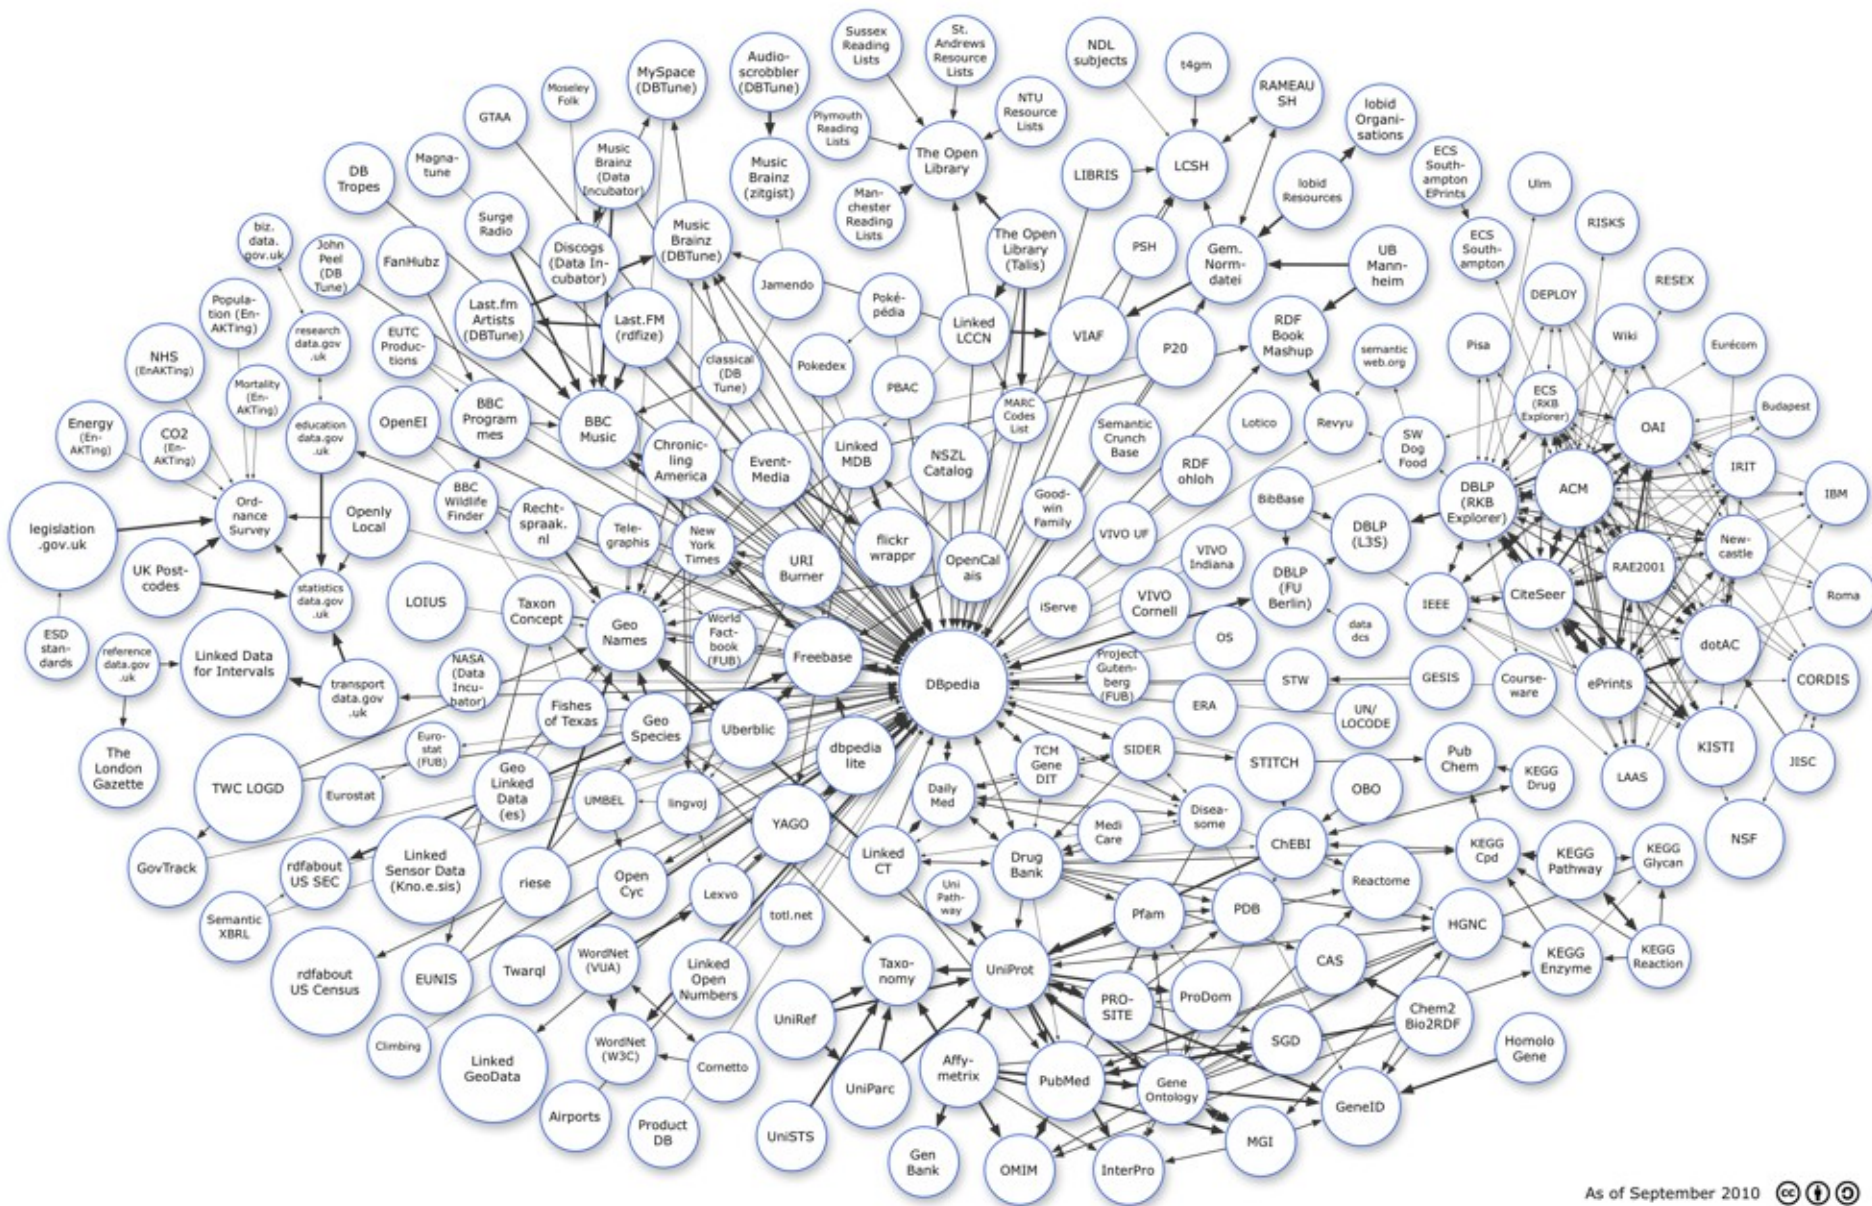 Sussex
Reading
Lists
St.
Andrews
Resource
Lists
NDL
subjects
t4gm
MySpace
(DBTune)
Audio-
scrobbler
(DBTune)
Moseley
Folk
RAMEAU
SH
GTAA
NTU
Resource
Lists
lobid
Organi-
sations
Plymouth
Reading
Lists
Music
Brainz
(Data
Incubator)
Magna-
tune
DB
Tropes
Music
Brainz
(zitgist)
The Open
Library
LIBRIS
LCSH
ECS
South-
ampton
EPrints
lobid
Resources
Ulm
Man-
chester
Reading
Lists
Surge
Radio
biz.
data.
gov.uk
John
Peel
(DB
Tune)
FanHubz
Discogs
(Data In-
cubator)
Music
Brainz
(DBTune)
The Open
Library
(Talis)
PSH
Gem.
Norm-
datei
UB
Mann-
heim
ECS
South-
ampton
RISKS
Jamendo
DEPLOY
RESEX
Popula-
tion (En-
AKTing)
Last.fm
Artists
(DBTune)
Last.FM
(rdfize)
Poké-
pédia
Linked
LCCN
VIAF
P20
RDF
Book
Mashup
research
data.gov
.uk
EUTC
Produc-
tions
NHS
(EnAKTing)
Pokedex
classical
(DB
Tune)
semantic
web.org
Pisa
Wiki
Eurécom
Mortality
(En-
AKTing)
PBAC
MARC
Codes
List
ECS
(RKB
Explorer)
Budapest
Energy
(En-
AKTing)
CO2
(En-
AKTing)
education
data.gov
.uk
OpenEI
BBC
Program
mes
BBC
Music
Chronic-
ling
America
Event-
Media
Linked
MDB
NSZL
Catalog
Semantic
Crunch
Base
Lotico
Revyu
SW
Dog
Food
OAI
RDF
ohloh
IRIT
IBM
legislation
.gov.uk
Ord-
nance
Survey
Openly
Local
BBC
Wildlife
Finder
Recht-
spraak.
nl
Tele-
graphis
New
York
Times
URI
Burner
flickr
wrappr
Good-
win
Family
VIVO UF
BibBase
DBLP
(L3S)
DBLP
(RKB
Explorer)
ACM
OpenCal
ais
VIVO
Indiana
New-
castle
UK Post-
codes
statistics
data.gov
.uk
LOIUS
Taxon
Concept
Geo
Names
World
Fact-
book
(FUB)
Freebase
iServe
VIVO
Cornell
DBLP
(FU
Berlin)
IEEE
CiteSeer
RAE2001
Roma
ESD
stan-
dards
reference
data.gov
.uk
Linked Data
for Intervals
OS
data
dcs
dotAC
NASA
(Data
Incu-
bator)
DBpedia
Project
Guten-
berg
(FUB)
STW
GESIS
Course-
ware
ePrints
CORDIS
transport
data.gov
.uk
Fishes
of Texas
Geo
Species
Uberblic
ERA
UN/
LOCODE
The
London
Gazette
TWC LOGD
Euro-
stat
(FUB)
Eurostat
dbpedia
lite
TCM
Gene
DIT
SIDER
STITCH
Pub
Chem
KEGG
Drug
LAAS
KISTI
JISC
Geo
Linked
Data
(es)
UMBEL
lingvoj
Daily
Med
OBO
YAGO
Medi
Care
Disea-
some
NSF
GovTrack
rdfabout
US SEC
Linked
Sensor Data
(Kno.e.sis)
riese
Open
Cyc
Lexvo
Linked
CT
Drug
Bank
ChEBI
KEGG
Cpd
KEGG
Pathway
KEGG
Glycan
Reactome
Semantic
XBRL
totl.net
Uni
Path-
way
Pfam
PDB
HGNC
rdfabout
US Census
EUNIS
Twarql
WordNet
(VUA)
Linked
Open
Numbers
Taxo-
nomy
UniProt
CAS
KEGG
Enzyme
KEGG
Reaction
PRO-
SITE
ProDom
UniRef
Chem2
Bio2RDF
Climbing
Linked
GeoData
WordNet
(W3C)
Cornetto
UniParc
Affy-
metrix
PubMed
Gene
Ontology
SGD
Homolo
Gene
GeneID
Airports
Product
DB
UniSTS
Gen
Bank
OMIM
InterPro
MGI
As of September 2010